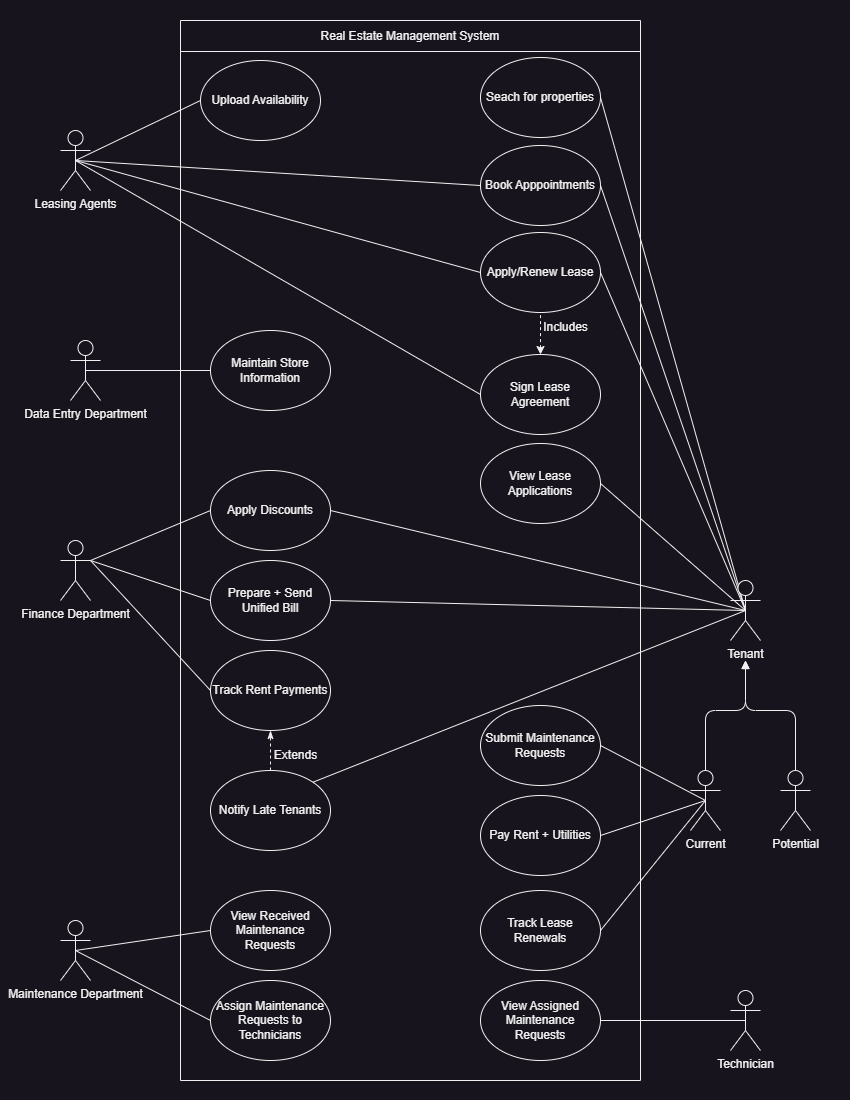 Real Estate Management System
Upload Availability
Seach for properties
Book Apppointments
Leasing Agents
Apply/Renew Lease
Includes
Maintain Store
Information
Sign Lease
Agreement
Data Entry Department
View Lease
Applications
Apply Discounts
Prepare + Send
Unified Bill
Finance Department
Tenant
Track Rent Payments
Extends
Submit Maintenance
Requests
Notify Late Tenants
Pay Rent + Utilities
Current
Potential
View Received
Maintenance
Requests
Track Lease
Renewals
Maintenance Department
Assign Maintenance
Requests to
Technicians
View Assigned
Maintenance
Requests
Technician